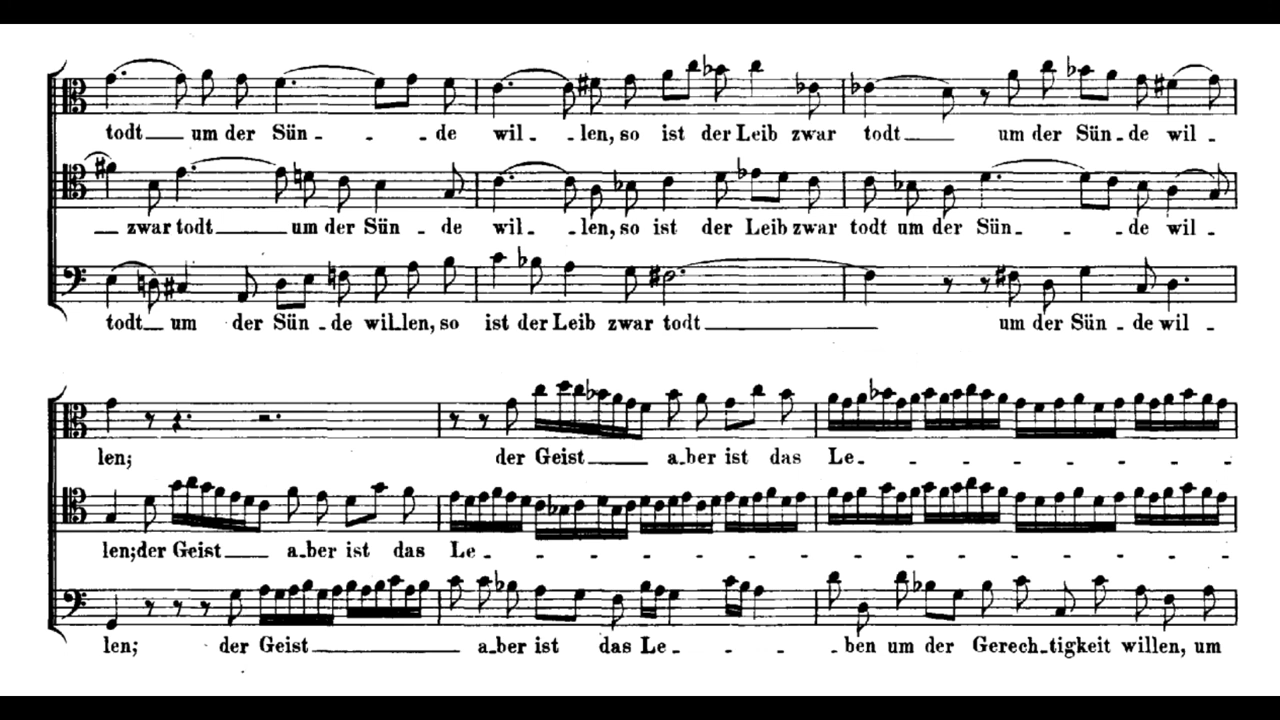 todt um der Sün - - de wil - - len, so ist der Leib zwar todt um der Sün - de wil -
zwar todt um der Sün - de wil - - len, so ist der Leib zwar todt um der Sün - - de wil -
todt um der Sün - de willen, so ist der Leib zwar todt um der Sün - de wil -
len; der Geist a-ber ist das Le - - - - - - - - -
len; der Geist a-ber ist das Le - - - - - - - - - - - - - - -
len; der Geist a-ber ist das Le - - - ben um der Gerech-tigkeit willen, um